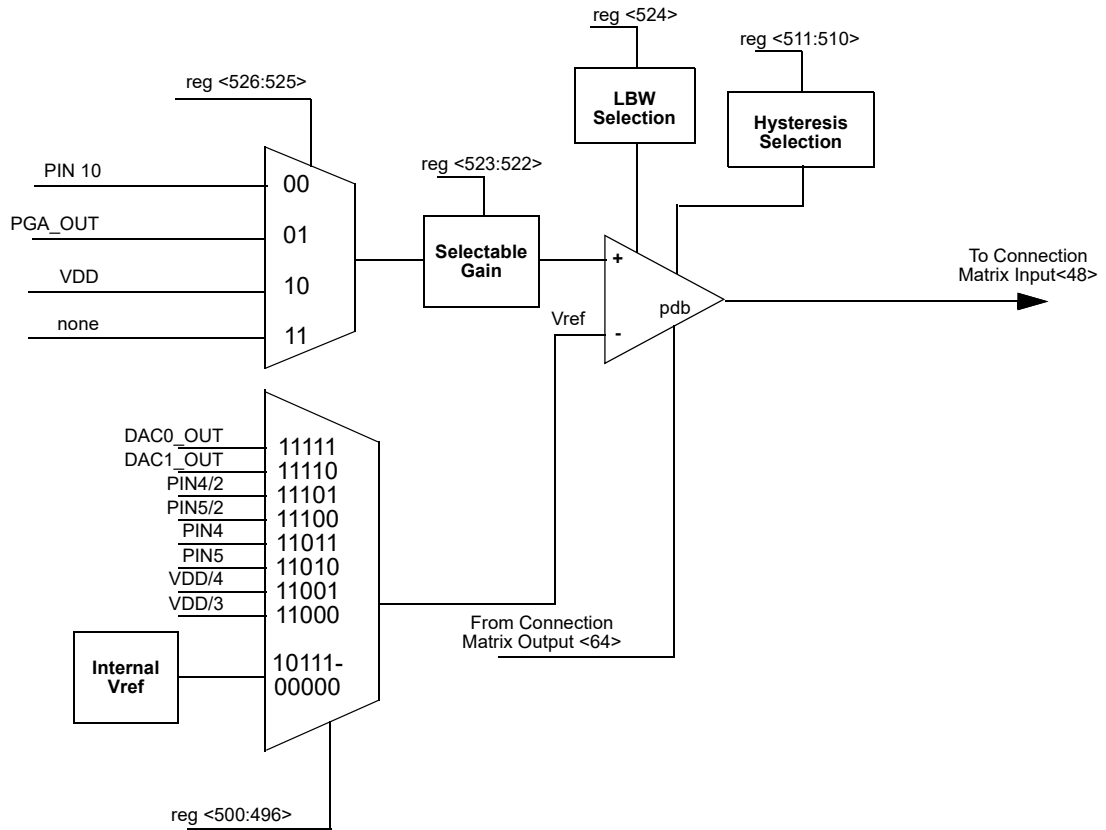 reg <524>
reg <511:510>
reg <526:525>
LBW
Selection
Hysteresis
Selection
PIN 10
00
reg <523:522>
PGA_OUT
01
Selectable
Gain
+
To Connection
Matrix Input<48>
VDD
10
pdb
none
11
Vref
-
DAC0_OUT
11111
DAC1_OUT
11110
PIN4/2
11101
PIN5/2
11100
PIN4
11011
PIN5
11010
VDD/4
11001
VDD/3
11000
From Connection
Matrix Output <64>
Internal
Vref
10111-
00000
reg <500:496>